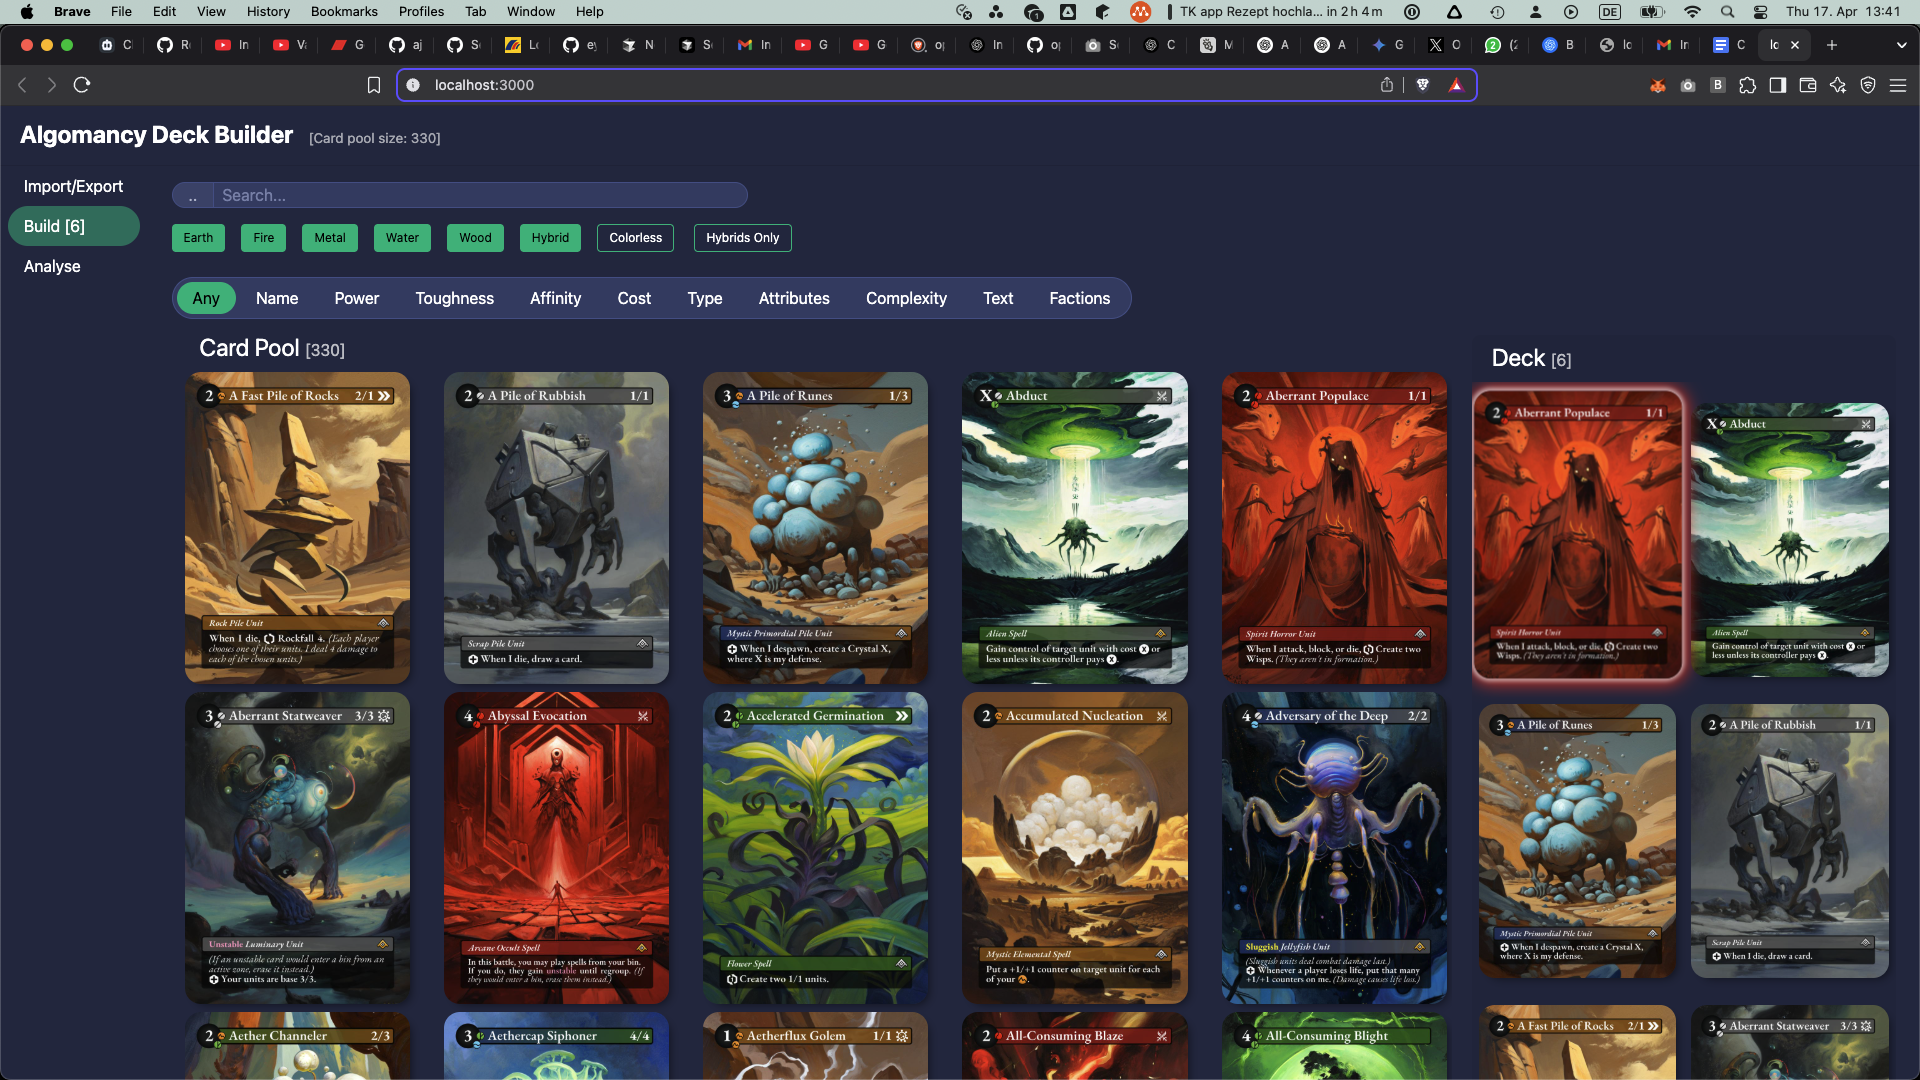 Brave File Edit View History Bookmarks Profiles Tab Window Help
TK app Rezept hochla... in 2 h 4 m
DE
Thu 17. Apr 13:41
localhost:3000
Algomancy Deck Builder [Card pool size: 330]
Import/Export
Build [6]
Analyse
.. Search...
Earth Fire Metal Water Wood Hybrid Colorless Hybrids Only
Any Name Power Toughness Affinity Cost Type Attributes Complexity Text Factions
Card Pool [330]
2 A Fast Pile of Rocks 2/1
Rock Pile Unit
When I die, Rockfall 4. (Each player
chooses one of their units. I deal 4 damage to
each of the chosen units.)
2 A Pile of Rubbish 1/1
Scrap Pile Unit
When I die, draw a card.
3 A Pile of Runes 1/3
Mystic Primordial Pile Unit
When I despawn, create a Crystal X,
where X is my defense.
X Abduct
Alien Spell
Gain control of target unit with cost X or
less unless its controller pays X.
2 Aberrant Populace 1/1
Spirit Horror Unit
When I attack, block, or die, Create two
Wisps. (They aren't in formation.)
3 Aberrant Statweaver 3/3
Unstable Luminary Unit
(If an unstable card would enter a bin from an
active zone, erase it instead.)
Your units are base 3/3.
4 Abyssal Evocation
Arcane Occult Spell
In this battle, you may play spells from your bin.
If you do, they gain unstable until regroup. (If
they would enter a bin, erase them instead.)
2 Accelerated Germination
Flower Spell
Create two 1/1 units.
2 Accumulated Nucleation
Mystic Elemental Spell
Put a +1/+1 counter on target unit for each
of your
4 Adversary of the Deep 2/2
Sluggish Jellyfish Unit
(Sluggish units deal combat damage last.)
Whenever a player loses life, put that many
+1/+1 counters on me. (Damage causes life loss.)
2 Aether Channeler 2/3
3 Aethercap Siphoner 4/4
1 Aetherflux Golem 1/1
2 All-Consuming Blaze
4 All-Consuming Blight
Deck [6]
2 Aberrant Populace 1/1
Spirit Horror Unit
When I attack, block, or die, Create two
Wisps. (They aren't in formation.)
X Abduct
Alien Spell
Gain control of target unit with cost X or
less unless its controller pays X.
3 A Pile of Runes 1/3
Mystic Primordial Pile Unit
When I despawn, create a Crystal X,
where X is my defense.
2 A Pile of Rubbish 1/1
Scrap Pile Unit
When I die, draw a card.
2 A Fast Pile of Rocks 2/1
3 Aberrant Statweaver 3/3